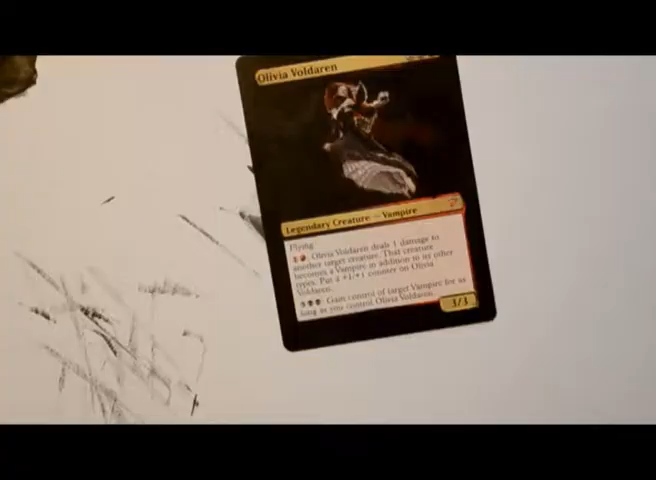 Olivia Voldaren
Legendary Creature — Vampire
Flying
: Olivia Voldaren deals 1 damage to
another target creature. That creature
becomes a Vampire in addition to its other
types. Put a +1/+1 counter on Olivia
Voldaren.
: Gain control of target Vampire for as
long as you control Olivia Voldaren.
3/3